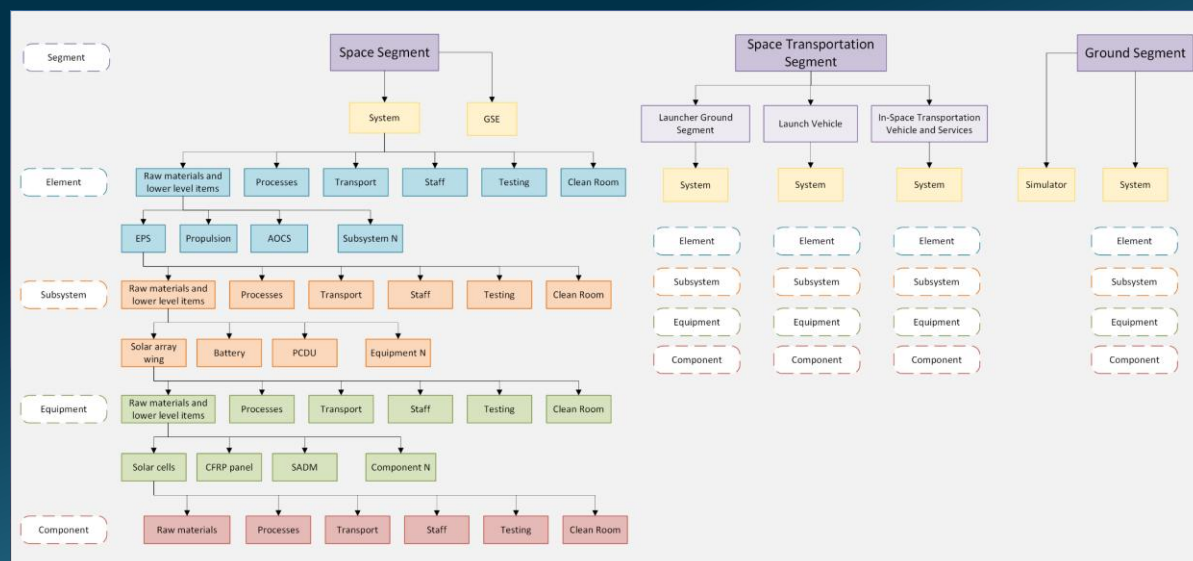 Segment
Space Segment
Space Transportation
Segment
Ground Segment
System
GSE
Launcher Ground
Segment
Launch Vehicle
In-Space Transportation
Vehicle and Services
Element
Raw materials and
lower level items
Processes
Transport
Staff
Testing
Clean Room
System
System
System
Simulator
System
EPS
Propulsion
AOCS
Subsystem N
Element
Element
Element
Element
Subsystem
Raw materials and
lower level items
Processes
Transport
Staff
Testing
Clean Room
Subsystem
Subsystem
Subsystem
Subsystem
Solar array
wing
Battery
PCDU
Equipment N
Equipment
Equipment
Equipment
Equipment
Component
Component
Component
Component
Equipment
Raw materials and
lower level items
Processes
Transport
Staff
Testing
Clean Room
Solar cells
CFRP panel
SADM
Component N
Component
Raw materials
Processes
Transport
Staff
Testing
Clean Room